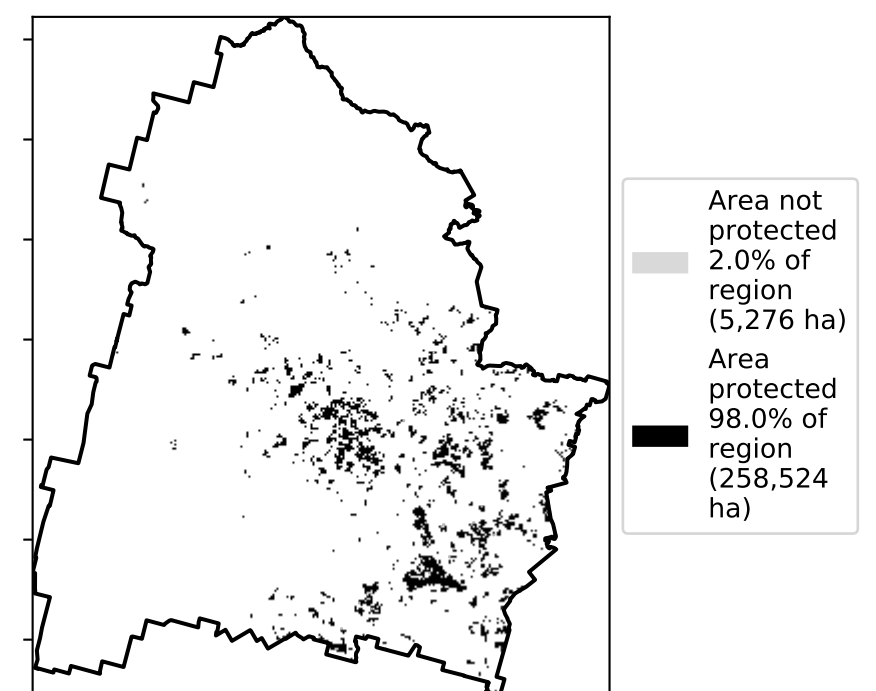 Area not
protected
2.0% of
region
(5,276 ha)
Area
protected
98.0% of
region
(258,524
ha)